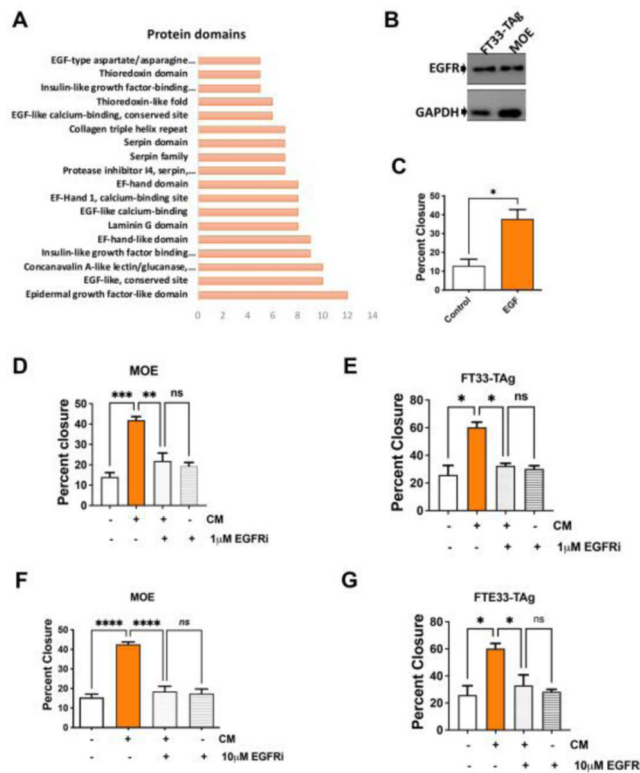 A
Protein domains
EGF-type aspartate/asparagine...
Thioredoxin domain
Insulin-like growth factor-binding...
Thioredoxin-like fold
EGF-like calcium-binding, conserved site
Collagen triple helix repeat
Serpin domain
Serpin family
Protease inhibitor I4, serpin,...
EF-hand domain
EF-Hand 1, calcium-binding site
EGF-like calcium-binding
Laminin G domain
EF-hand-like domain
Insulin-like growth factor binding...
Concanavalin A-like lectin/glucanase,...
EGF-like, conserved site
Epidermal growth factor-like domain
0 2 4 6 8 10 12 14
B
FT33-TAg MOE
EGFR
GAPDH
C
*
Percent Closure
50
40
30
20
10
0
Control EGF
D
MOE
*** ** ns
Percent closure
50
40
30
20
10
0
- + + - CM
- - + + 1μM EGFRi
E
FT33-TAg
* * ns
Percent Closure
80
60
40
20
0
- + + - CM
- - + + 1μM EGFRi
F
MOE
**** **** ns
Percent Closure
50
40
30
20
10
0
- + + - CM
- - + + 10μM EGFRi
G
FTE33-TAg
* * ns
Percent Closure
80
60
40
20
0
- + + - CM
- - + + 10μM EGFR